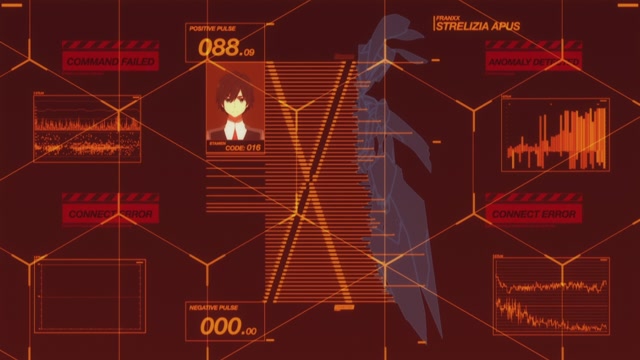 POSITIVE PULSE
088.09
FRANXX
STRELIZIA APUS
COMMAND FAILED
ANOMALY DETECTED
STAMEN
CODE: 016
CONNECT ERROR
CONNECT ERROR
NEGATIVE PULSE
000.00